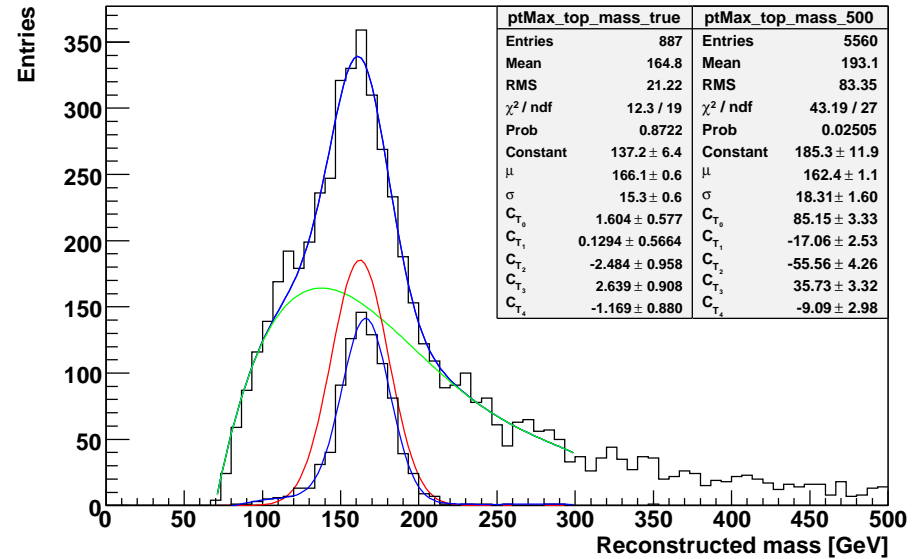 Entries
350
300
250
200
150
100
50
0
ptMax_top_mass_true ptMax_top_mass_500
Entries 887 Entries 5560
Mean 164.8 Mean 193.1
RMS 21.22 RMS 83.35
χ² / ndf 12.3 / 19 χ² / ndf 43.19 / 27
Prob 0.8722 Prob 0.02505
Constant 137.2 ± 6.4 Constant 185.3 ± 11.9
μ 166.1 ± 0.6 μ 162.4 ± 1.1
σ 15.3 ± 0.6 σ 18.31 ± 1.60
C_T₀ 1.604 ± 0.577 C_T₀ 85.15 ± 3.33
C_T₁ 0.1294 ± 0.5664 C_T₁ -17.06 ± 2.53
C_T₂ -2.484 ± 0.958 C_T₂ -55.56 ± 4.26
C_T₃ 2.639 ± 0.908 C_T₃ 35.73 ± 3.32
C_T₄ -1.169 ± 0.880 C_T₄ -9.09 ± 2.98
0 50 100 150 200 250 300 350 400 450 500
Reconstructed mass [GeV]